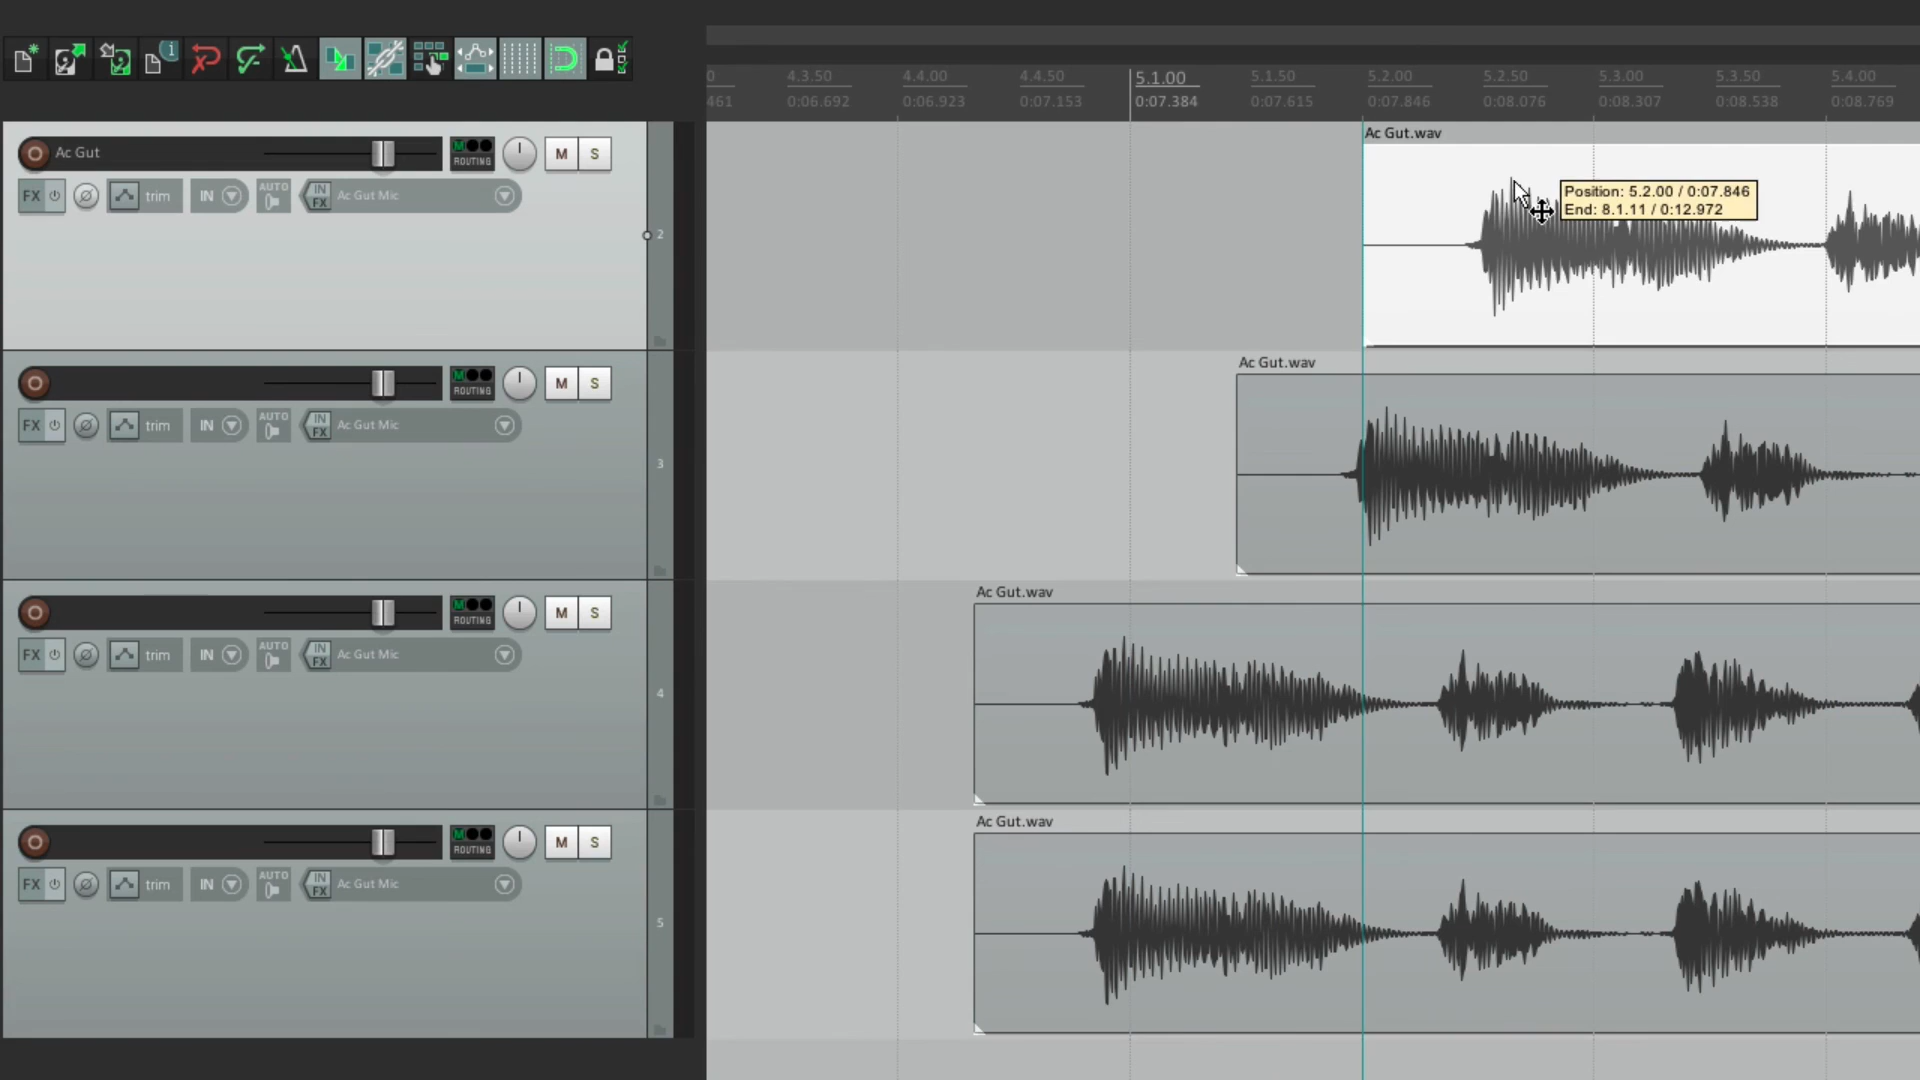 0 4.3.50 4.4.00 4.4.50 5.1.00 5.1.50 5.2.00 5.2.50 5.3.00 5.3.50 5.4.00
461 0:06.692 0:06.923 0:07.153 0:07.384 0:07.615 0:07.846 0:08.076 0:08.307 0:08.538 0:08.769
Ac Gut ROUTING M S
FX trim IN AUTO IN FX Ac Gut Mic
2
Ac Gut.wav
Position: 5.2.00 / 0:07.846
End: 8.1.11 / 0:12.972
ROUTING M S
FX trim IN AUTO IN FX Ac Gut Mic
3
Ac Gut.wav
ROUTING M S
FX trim IN AUTO IN FX Ac Gut Mic
4
Ac Gut.wav
ROUTING M S
FX trim IN AUTO IN FX Ac Gut Mic
5
Ac Gut.wav